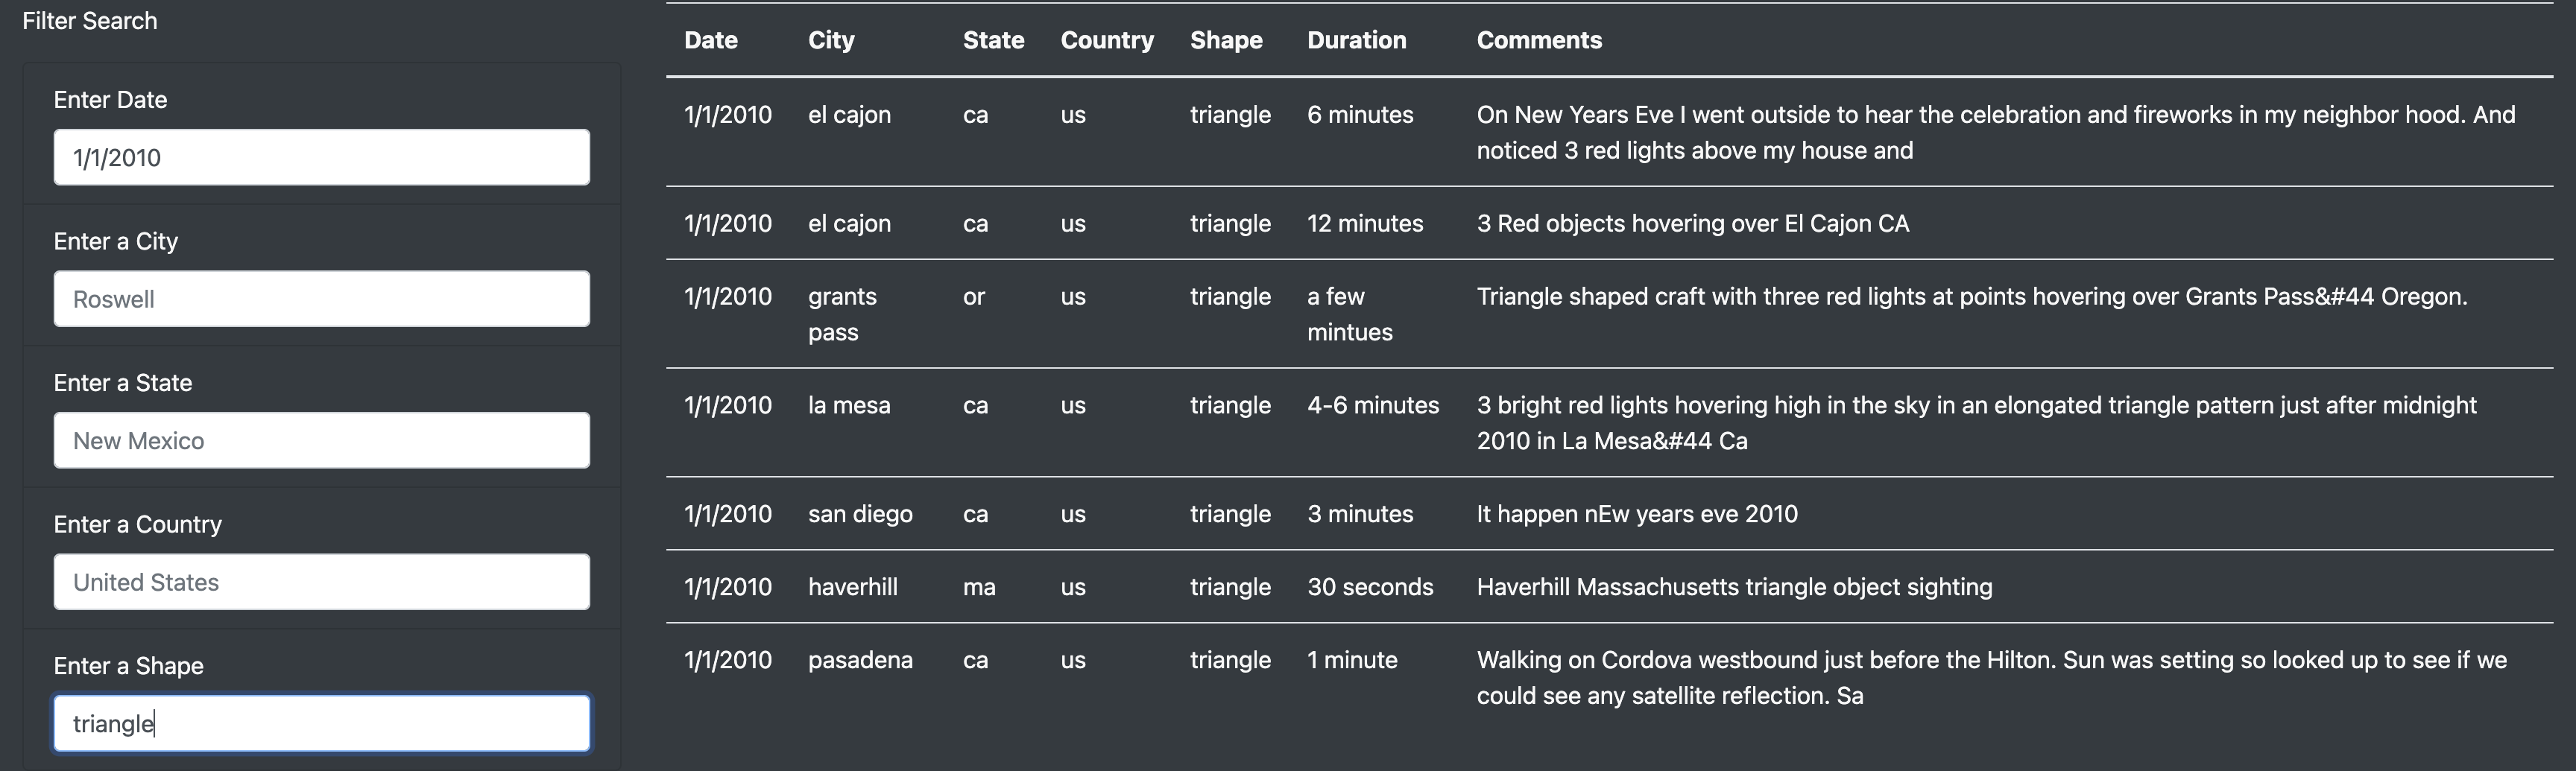 Filter Search
Enter Date
1/1/2010
Enter a City
Roswell
Enter a State
New Mexico
Enter a Country
United States
Enter a Shape
triangle
Date City State Country Shape Duration Comments
1/1/2010 el cajon ca us triangle 6 minutes On New Years Eve I went outside to hear the celebration and fireworks in my neighbor hood. And
noticed 3 red lights above my house and
1/1/2010 el cajon ca us triangle 12 minutes 3 Red objects hovering over El Cajon CA
1/1/2010 grants or us triangle a few Triangle shaped craft with three red lights at points hovering over Grants Pass&#44 Oregon.
pass mintues
1/1/2010 la mesa ca us triangle 4-6 minutes 3 bright red lights hovering high in the sky in an elongated triangle pattern just after midnight
2010 in La Mesa&#44 Ca
1/1/2010 san diego ca us triangle 3 minutes It happen nEw years eve 2010
1/1/2010 haverhill ma us triangle 30 seconds Haverhill Massachusetts triangle object sighting
1/1/2010 pasadena ca us triangle 1 minute Walking on Cordova westbound just before the Hilton. Sun was setting so looked up to see if we
could see any satellite reflection. Sa